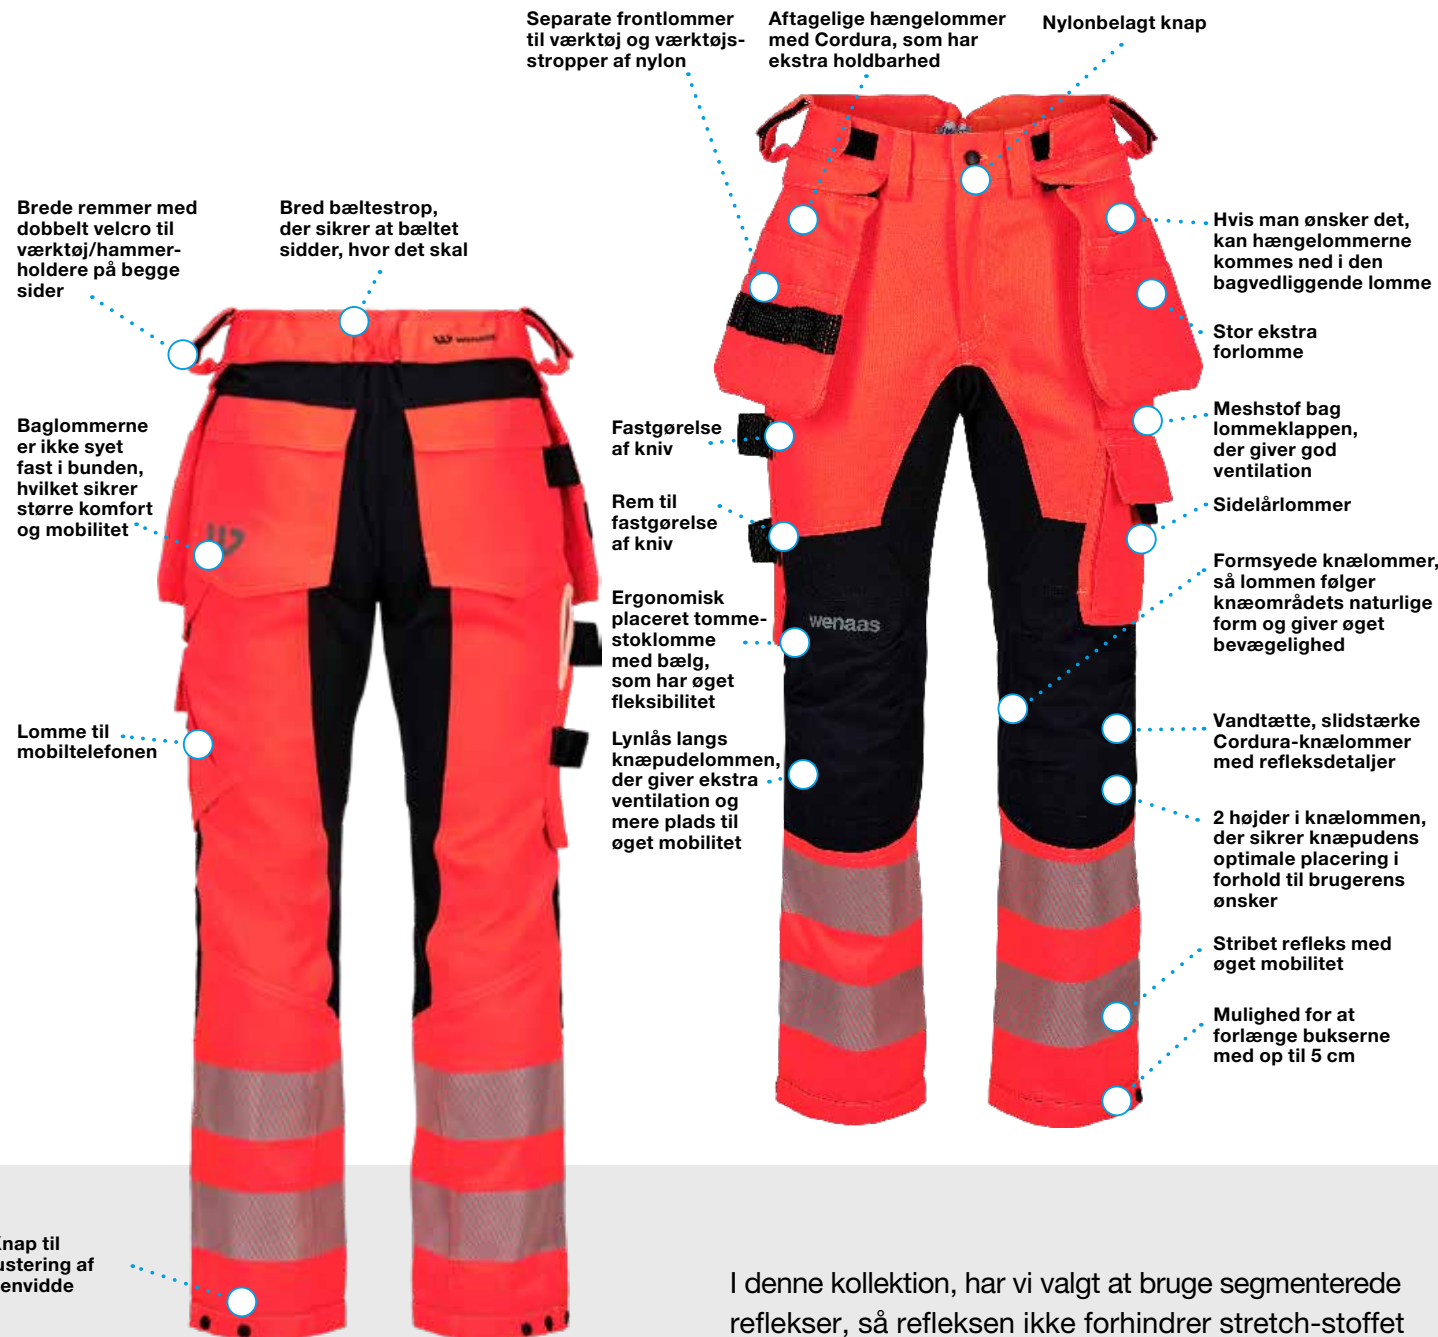 Separate frontlommer
til værktøj og værktøjs-
stropper af nylon
Aftagelige hængelommer
med Cordura, som har
ekstra holdbarhed
Nylonbelagt knap
Brede remmer med
dobbelt velcro til
værktøj/hammer-
holdere på begge
sider
Bred bæltestrop,
der sikrer at bæltet
sidder, hvor det skal
Hvis man ønsker det,
kan hængelommerne
kommes ned i den
bagvedliggende lomme
Stor ekstra
forlomme
wenaas
Baglommerne
er ikke syet
fast i bunden,
hvilket sikrer
større komfort
og mobilitet
Fastgørelse
af kniv
Meshstof bag
lommeklappen,
der giver god
ventilation
Rem til
fastgørelse
af kniv
Sidelårlommer
Formsyede knælommer,
så lommen følger
knæområdets naturlige
form og giver øget
bevægelighed
Ergonomisk
placeret tomme-
stoklomme
med bælg,
som har øget
fleksibilitet
wenaas
Lomme til
mobiltelefonen
Lynlås langs
knæpudelommen,
der giver ekstra
ventilation og
mere plads til
øget mobilitet
Vandtætte, slidstærke
Cordura-knælommer
med refleksdetaljer
2 højder i knælommen,
der sikrer knæpudens
optimale placering i
forhold til brugerens
ønsker
Stribet refleks med
øget mobilitet
Mulighed for at
forlænge bukserne
med op til 5 cm
Knap til
ustering af
envidde
I denne kollektion, har vi valgt at bruge segmenterede
reflekser, så refleksen ikke forhindrer stretch-stoffet